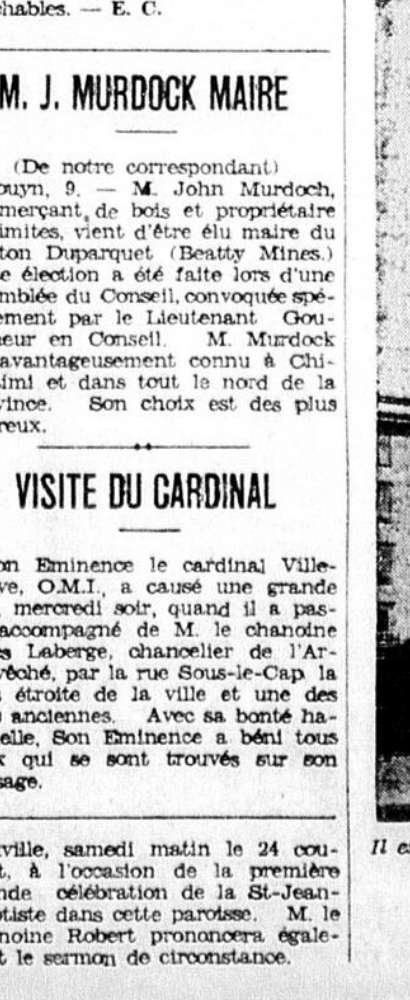 chables. — E. C.
M. J. MURDOCK MAIRE
(De notre correspondant)
ouyn, 9. — M. John Murdoch,
merçant, de bois et propriétaire
imites, vient d'être élu maire du
ton Duparquet (Beatty Mines.)
e élection a été faite lors d'une
mblée du Conseil, convoquée spé-
ement par le Lieutenant Gou-
neur en Conseil. M. Murdock
avantageusement connu à Chi-
imi et dans tout le nord de la
vince. Son choix est des plus
reux.
VISITE DU CARDINAL
on Eminence le cardinal Ville-
ve, O.M.I., a causé une grande
, mercredi soir, quand il a pas-
accompagné de M. le chanoine
s Laberge, chancelier de l'Ar-
vêché, par la rue Sous-le-Cap la
s étroite de la ville et une des
s anciennes. Avec sa bonté ha-
elle, Son Eminence a béni tous
x qui se sont trouvés sur son
sage.
ville, samedi matin le 24 cou-
t, à l'occasion de la première
nde célébration de la St-Jean-
ptiste dans cette paroisse. M. le
noine Robert prononcera égale-
t le sermon de circonstance.
Il e